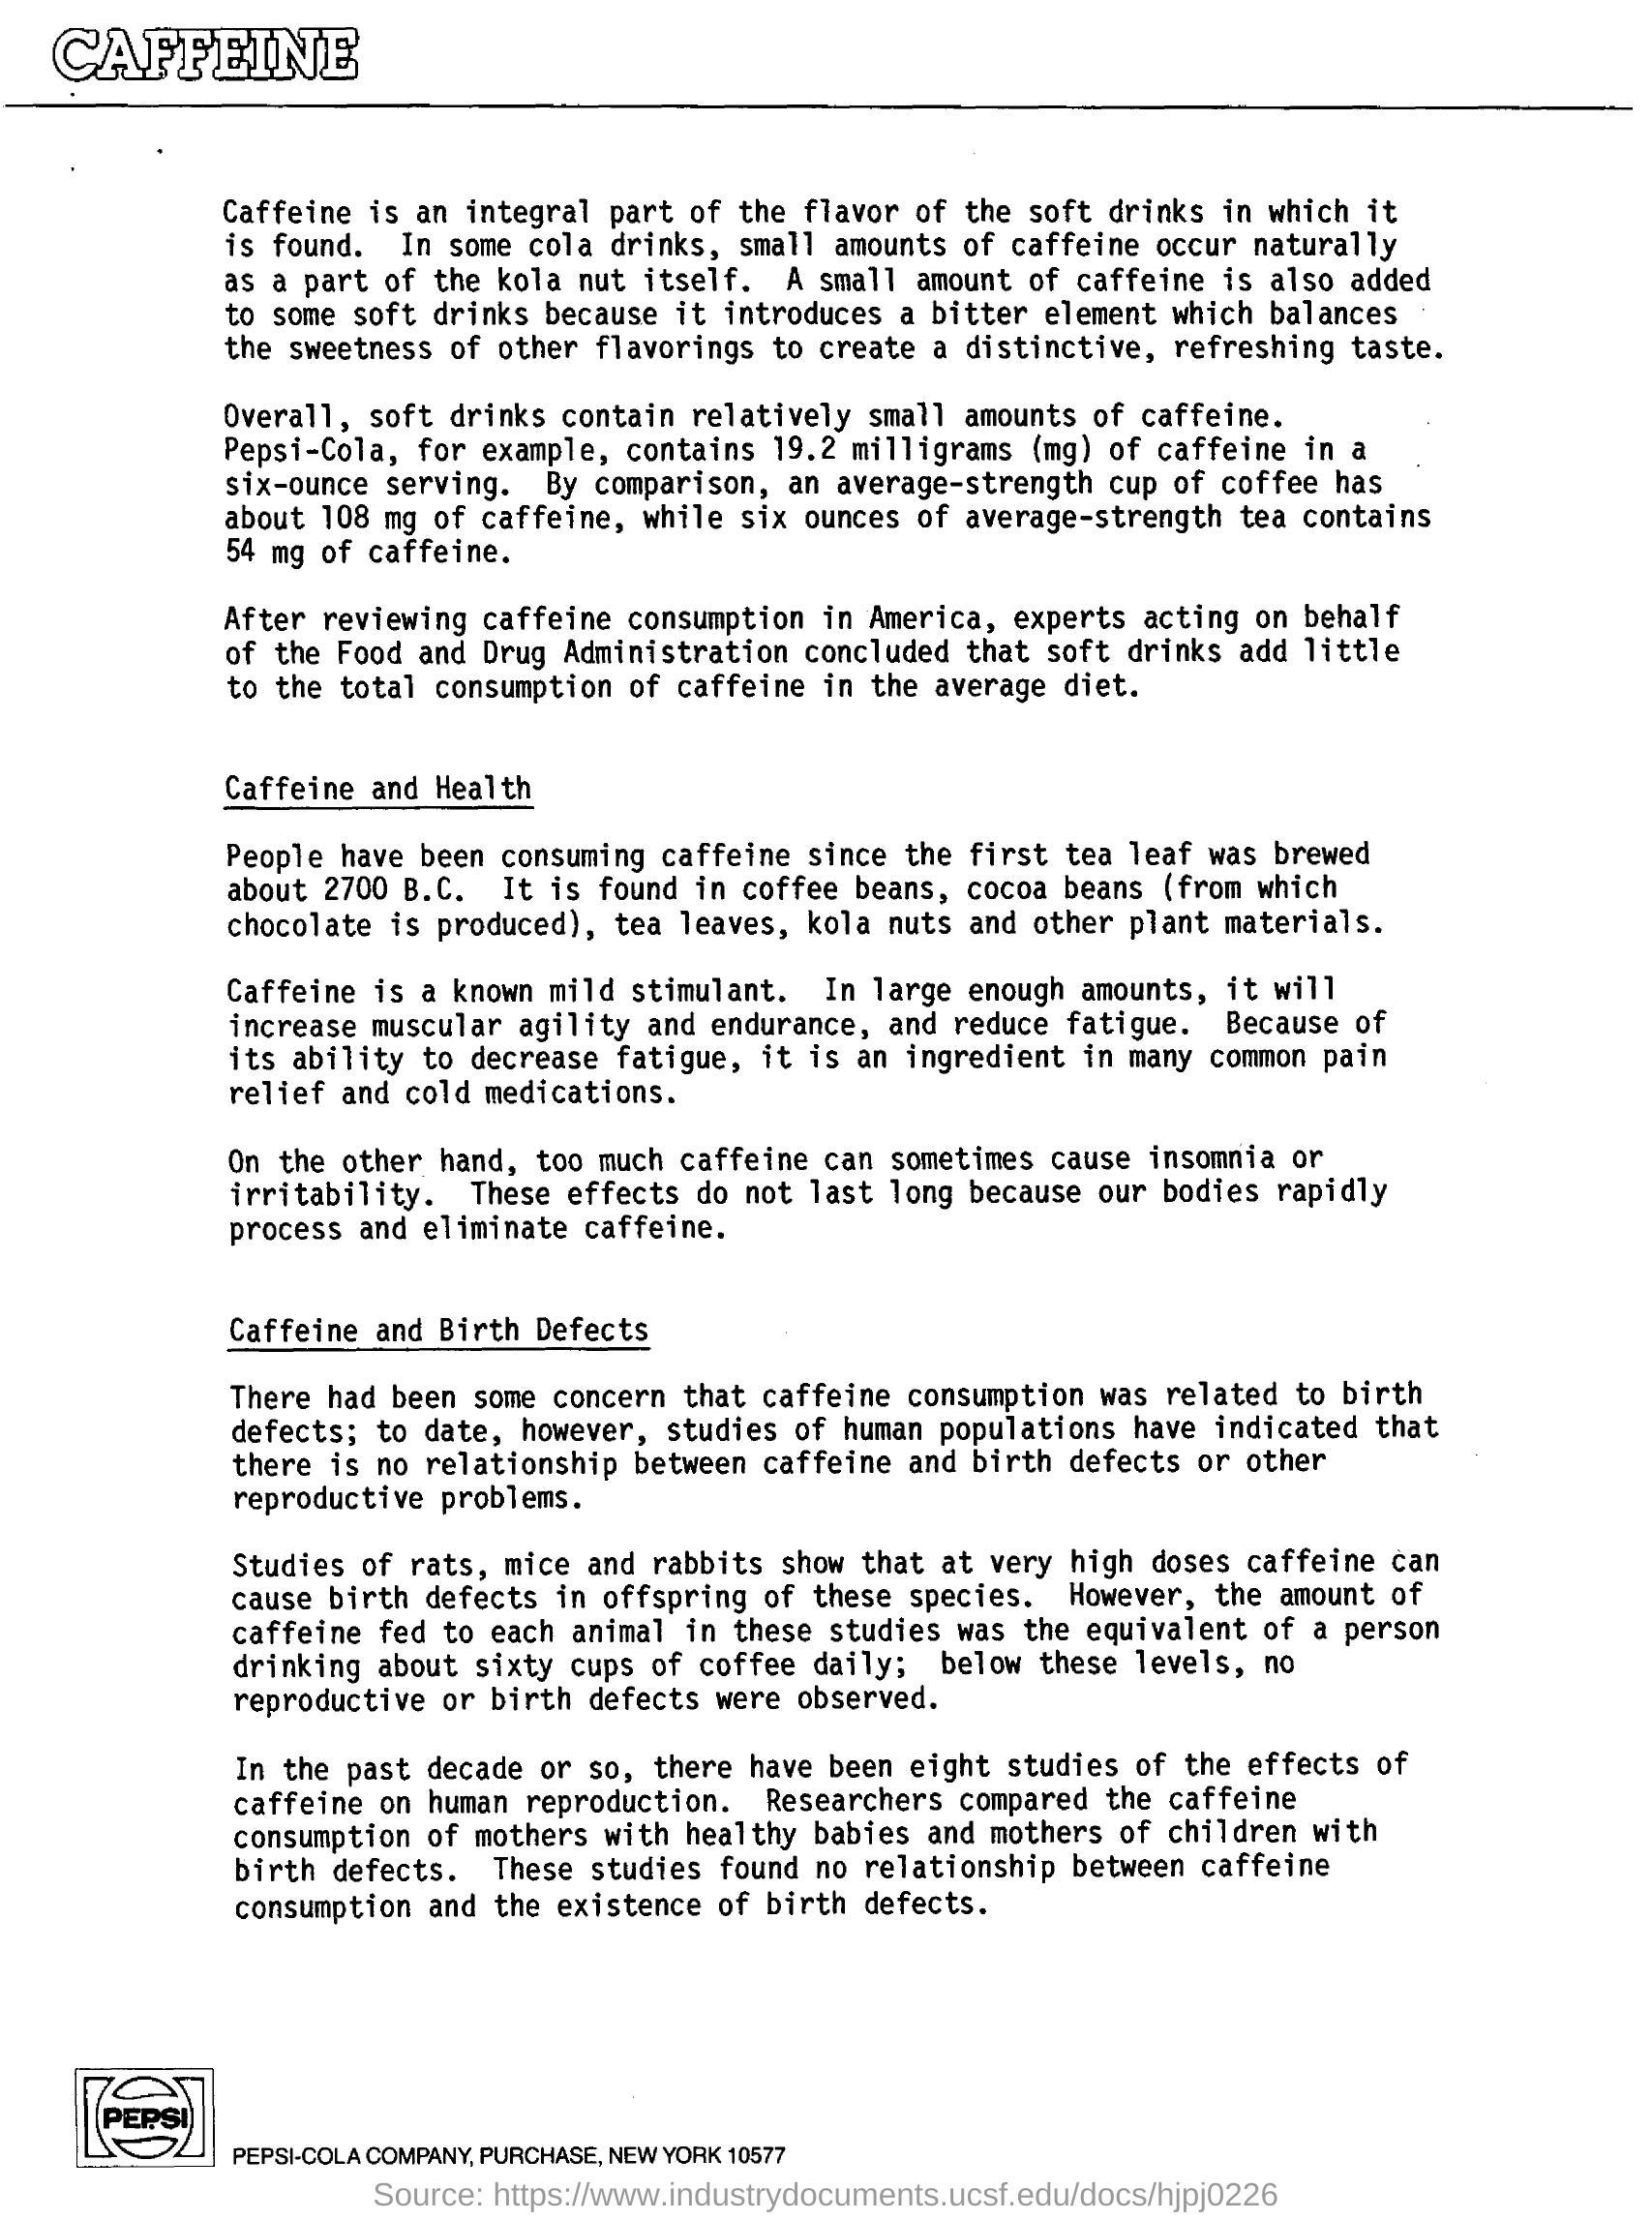 CAFFEINE
Caffeine is an integral part of the flavor of the soft drinks in which it
is found. In some cola drinks, small amounts of caffeine occur naturally
as a part of the kola nut itself. A small amount of caffeine is also added
to some soft drinks because it introduces a bitter element which balances
the sweetness of other flavorings to create a distinctive, refreshing taste.
Overall, soft drinks contain relatively small amounts of caffeine.
Pepsi-Cola, for example, contains 19.2 milligrams (mg) of caffeine in a
six-ounce serving. By comparison, an average-strength cup of coffee has
about 108 mg of caffeine, while six ounces of average-strength tea contains
54 mg of caffeine.
After reviewing caffeine consumption in America, experts acting on behalf
of the Food and Drug Administration concluded that soft drinks add little
to the total consumption of caffeine in the average diet.
Caffeine and Health
People have been consuming caffeine since the first tea leaf was brewed
about 2700 B.C. It is found in coffee beans, cocoa beans (from which
chocolate is produced), tea leaves, kola nuts and other plant materials.
Caffeine is a known mild stimulant. In large enough amounts, it will
increase muscular agility and endurance, and reduce fatigue. Because of
its ability to decrease fatigue, it is an ingredient in many common pain
relief and cold medications.
On the other hand, too much caffeine can sometimes cause insomnia or
irritability. These effects do not last long because our bodies rapidly
process and eliminate caffeine.
Caffeine and Birth Defects
There had been some concern that caffeine consumption was related to birth
defects; to date, however, studies of human populations have indicated that
there is no relationship between caffeine and birth defects or other
reproductive problems.
Studies of rats, mice and rabbits show that at very high doses caffeine can
cause birth defects in offspring of these species. However, the amount of
caffeine fed to each animal in these studies was the equivalent of a person
drinking about sixty cups of coffee daily; below these levels, no
reproductive or birth defects were observed.
In the past decade or so, there have been eight studies of the effects of
caffeine on human reproduction. Researchers compared the caffeine
consumption of mothers with healthy babies and mothers of children with
birth defects. These studies found no relationship between caffeine
consumption and the existence of birth defects.
PEPSI
PEPSI-COLA COMPANY, PURCHASE, NEW YORK 10577
Source: https://www.industrydocuments.ucsf.edu/docs/hjpj0226